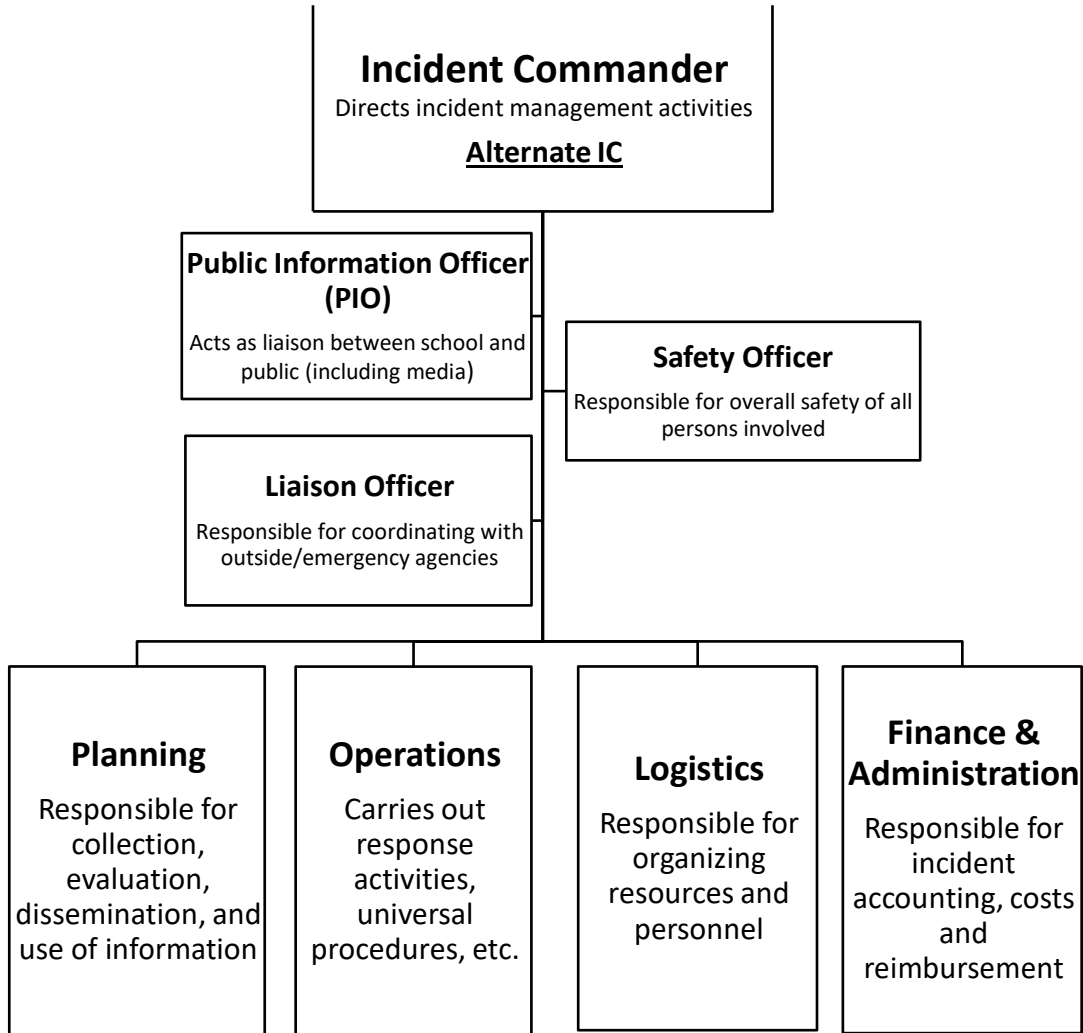 Incident Commander
Directs incident management activities
Alternate IC
Public Information Officer
(PIO)
Acts as liaison between school and
public (including media)
Safety Officer
Responsible for overall safety of all
persons involved
Liaison Officer
Responsible for coordinating with
outside/emergency agencies
Planning
Responsible for
collection,
evaluation,
dissemination, and
use of information
Operations
Carries out
response
activities,
universal
procedures, etc.
Logistics
Responsible for
organizing
resources and
personnel
Finance &
Administration
Responsible for
incident
accounting, costs
and
reimbursement